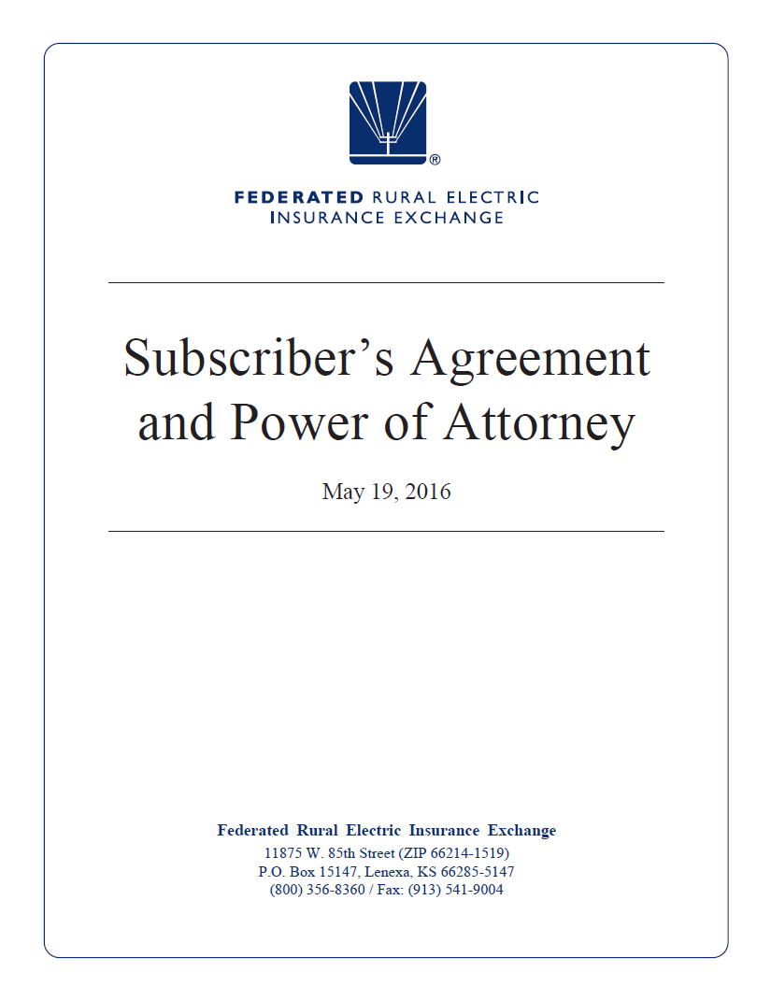 ®
FEDERATED RURAL ELECTRIC
INSURANCE EXCHANGE
Subscriber’s Agreement
and Power of Attorney
May 19, 2016
Federated Rural Electric Insurance Exchange
11875 W. 85th Street (ZIP 66214-1519)
P.O. Box 15147, Lenexa, KS 66285-5147
(800) 356-8360 / Fax: (913) 541-9004